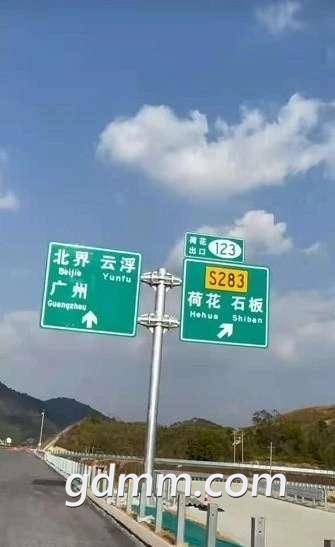 北界 云浮
Beijie Yunfu
广州
Guangzhou
荷花
出口 123
S283
荷花 石板
Hehua Shiban
gdmm.com